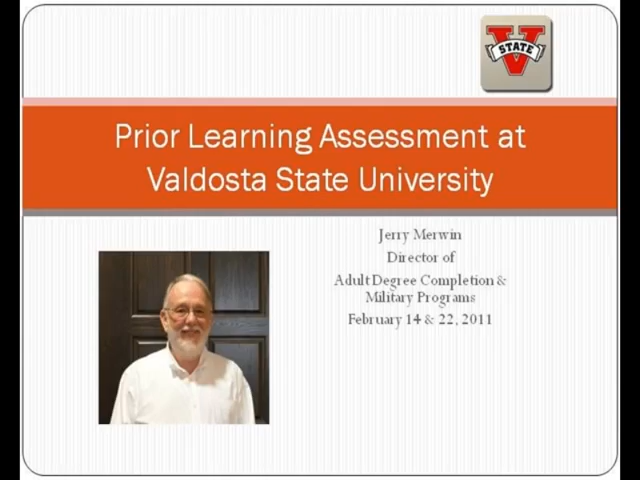 V
STATE
Prior Learning Assessment at
Valdosta State University
Jerry Merwin
Director of
Adult Degree Completion &
Military Programs
February 14 & 22, 2011